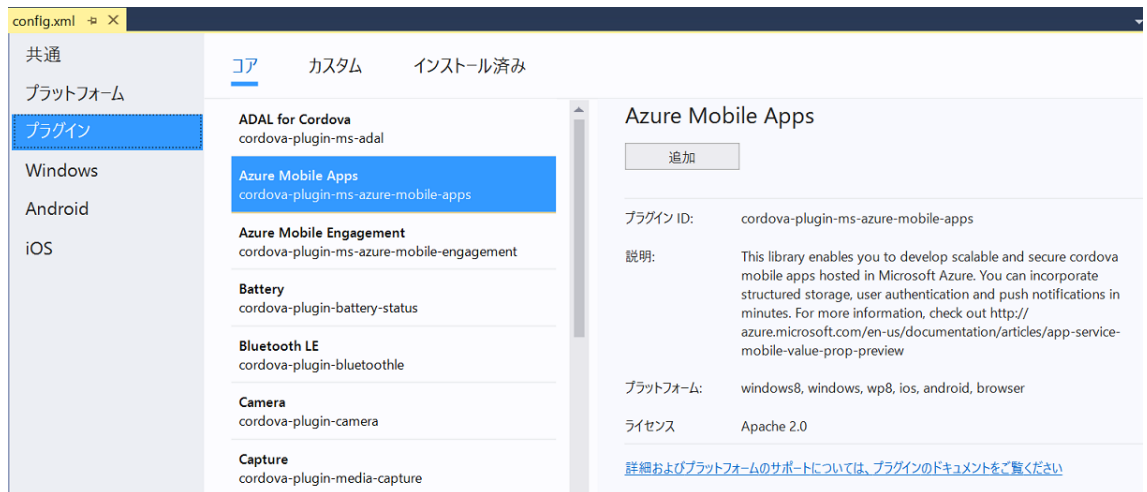 config.xml
共通
プラットフォーム
プラグイン
Windows
Android
iOS
コア カスタム インストール済み
ADAL for Cordova
cordova-plugin-ms-adal
Azure Mobile Apps
cordova-plugin-ms-azure-mobile-apps
Azure Mobile Engagement
cordova-plugin-ms-azure-mobile-engagement
Battery
cordova-plugin-battery-status
Bluetooth LE
cordova-plugin-bluetoothle
Camera
cordova-plugin-camera
Capture
cordova-plugin-media-capture
Azure Mobile Apps
追加
プラグイン ID: cordova-plugin-ms-azure-mobile-apps
説明: This library enables you to develop scalable and secure cordova
mobile apps hosted in Microsoft Azure. You can incorporate
structured storage, user authentication and push notifications in
minutes. For more information, check out http://
azure.microsoft.com/en-us/documentation/articles/app-service-
mobile-value-prop-preview
プラットフォーム: windows8, windows, wp8, ios, android, browser
ライセンス Apache 2.0
詳細およびプラットフォームのサポートについては、プラグインのドキュメントをご覧ください